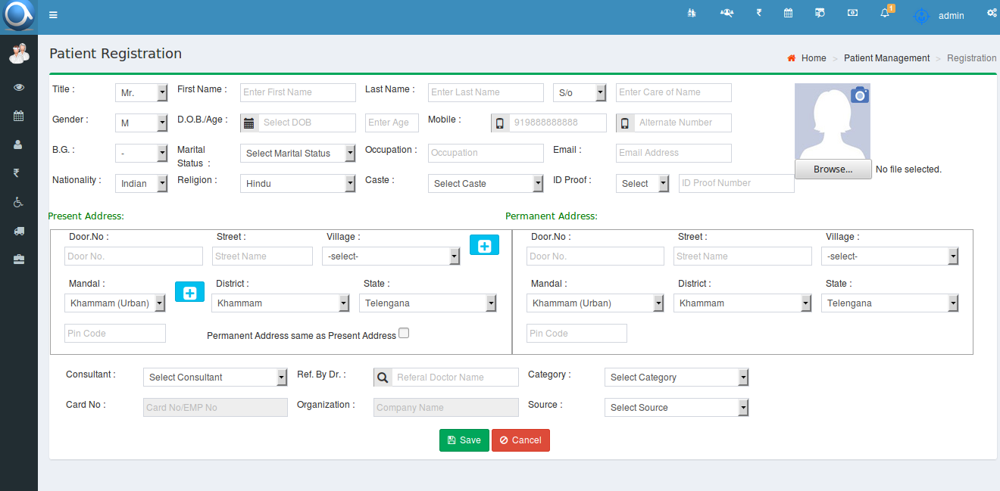 1
admin
Patient Registration
Home > Patient Management > Registration
Title : Mr. First Name : Enter First Name Last Name : Enter Last Name S/o Enter Care of Name
Gender : M D.O.B./Age : Select DOB Enter Age Mobile : 919888888888 Alternate Number
B.G. : - Marital Status : Select Marital Status Occupation : Occupation Email : Email Address
Browse... No file selected.
Nationality : Indian Religion : Hindu Caste : Select Caste ID Proof : Select ID Proof Number
Present Address:
Door.No : Street : Village :
Door No. Street Name -select-
Mandal : District : State :
Khammam (Urban) Khammam Telengana
Pin Code Permanent Address same as Present Address
Permanent Address:
Door.No : Street : Village :
Door No. Street Name -select-
Mandal : District : State :
Khammam (Urban) Khammam Telengana
Pin Code
Consultant : Select Consultant Ref. By Dr. : Referal Doctor Name Category : Select Category
Card No : Card No/EMP No Organization : Company Name Source : Select Source
Save Cancel